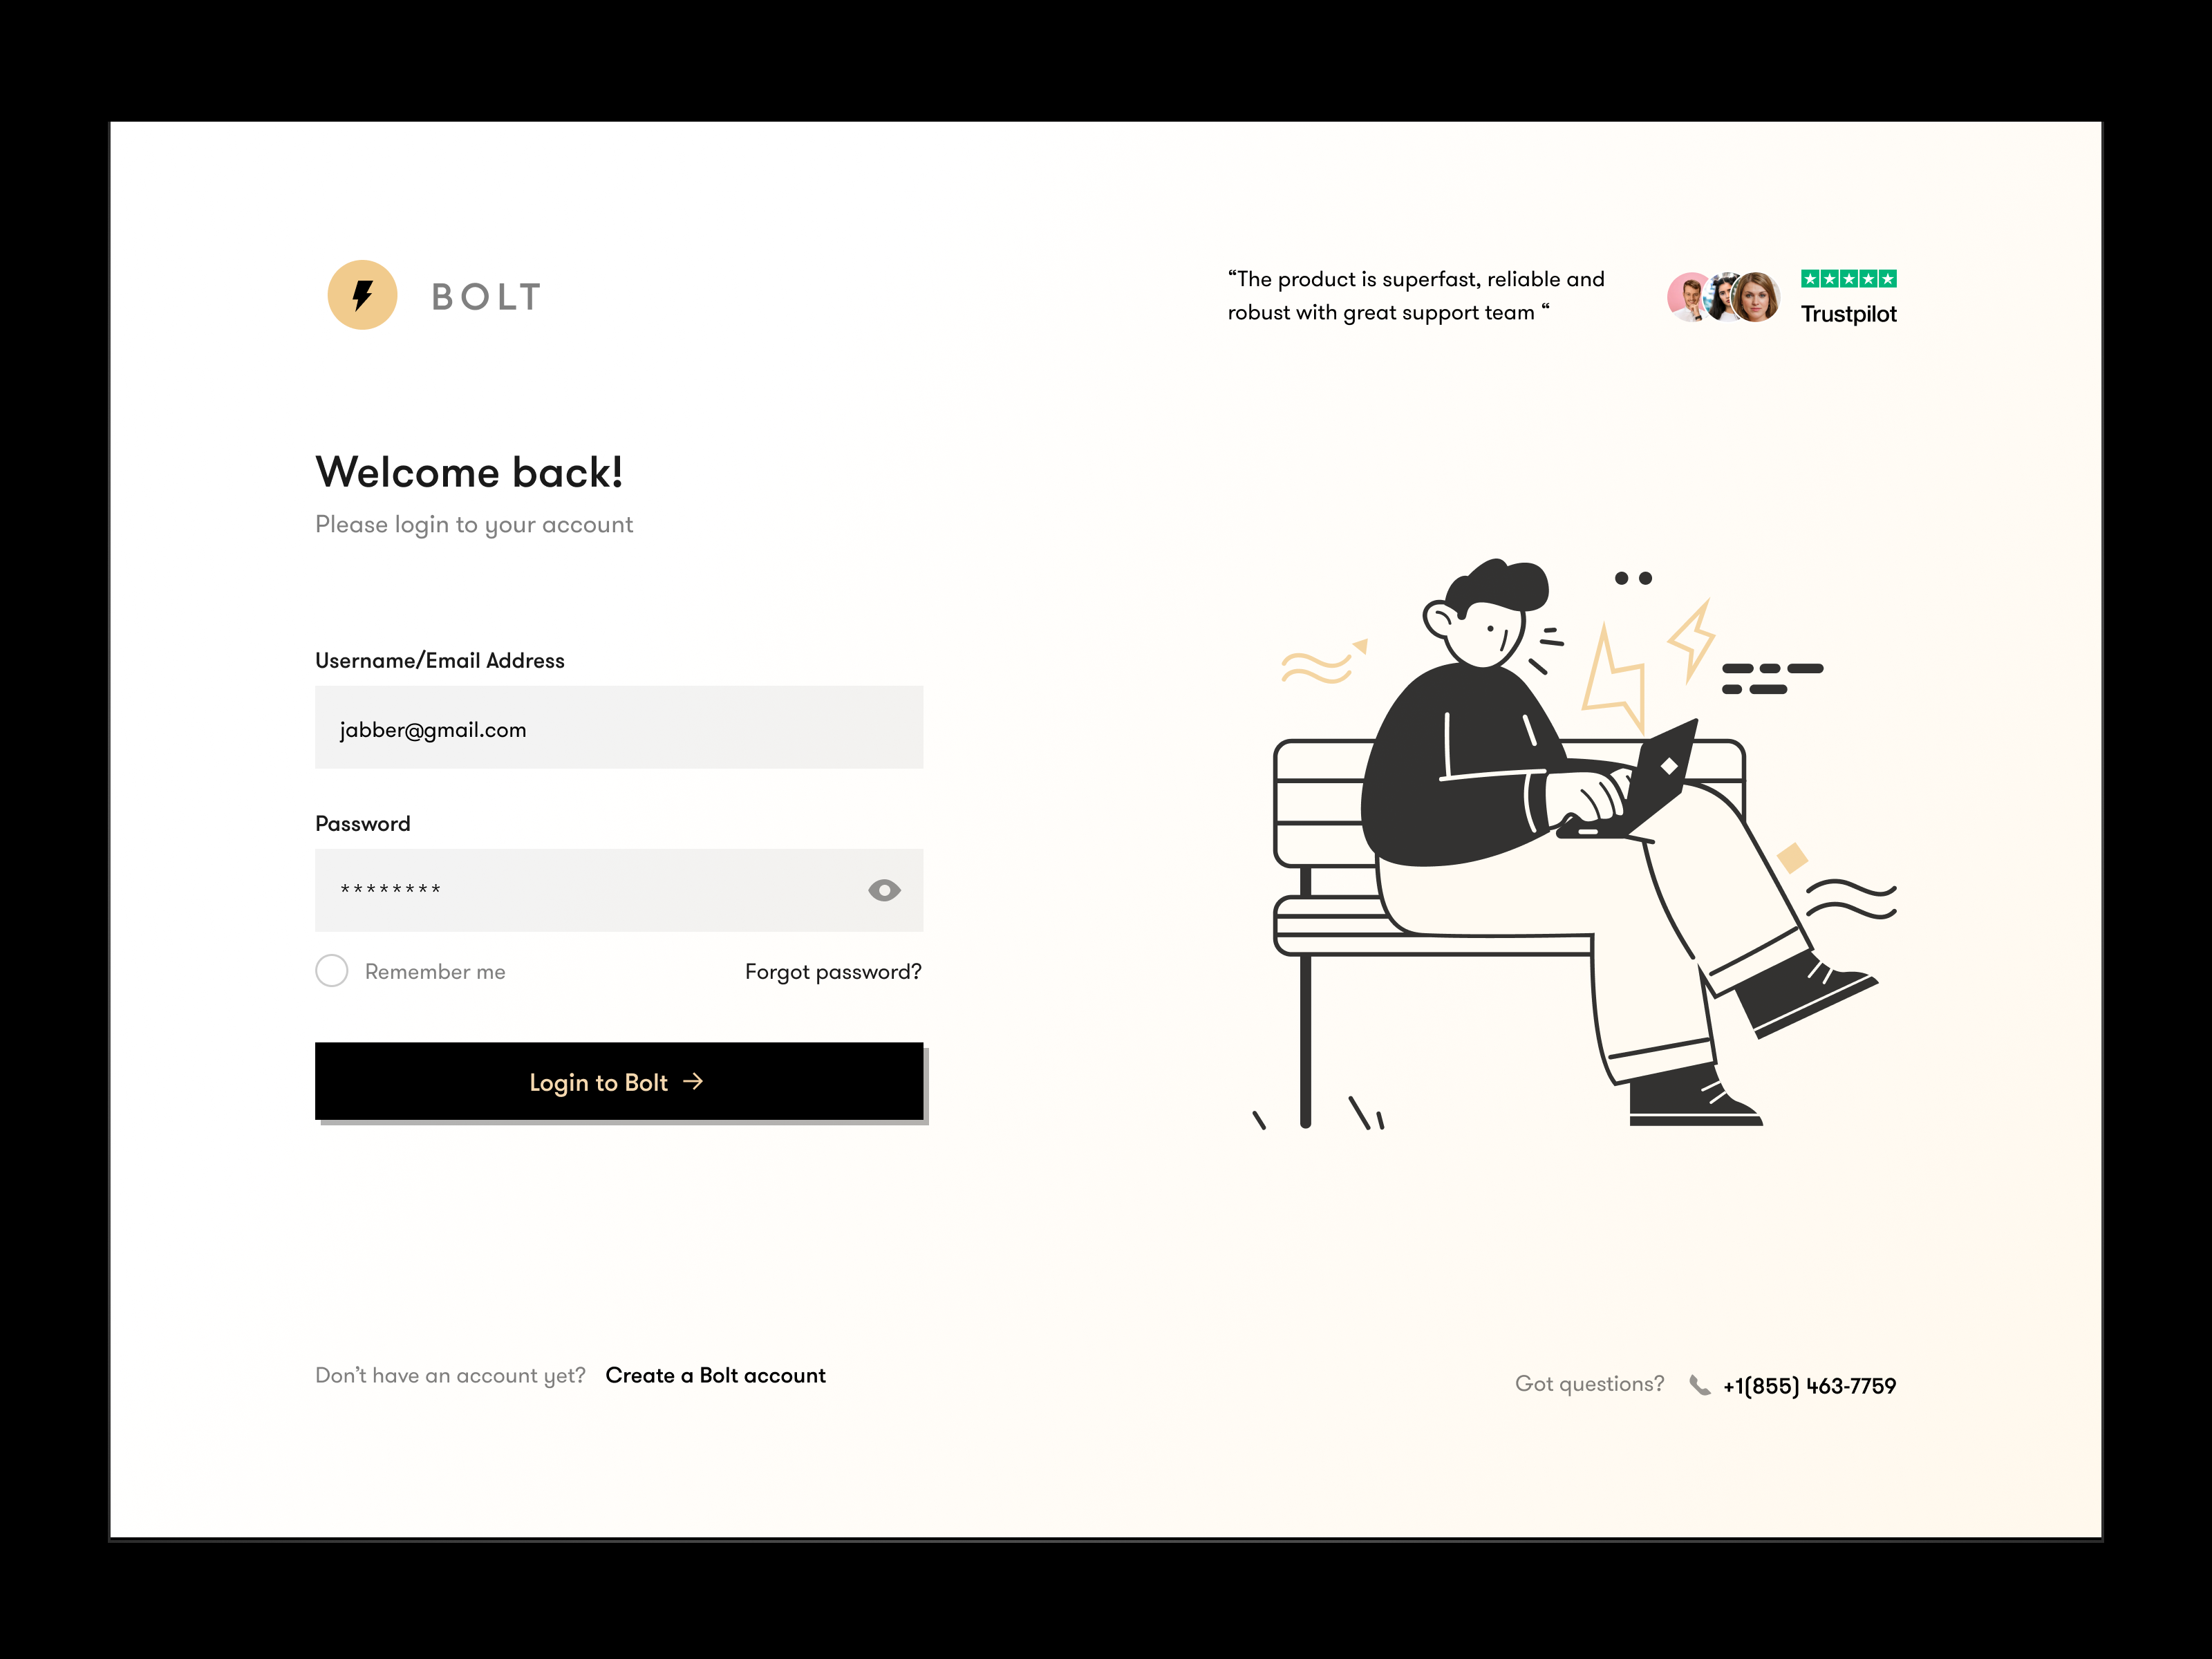 BOLT
“The product is superfast, reliable and
robust with great support team “
Trustpilot
Welcome back!
Please login to your account
Username/Email Address
jabber@gmail.com
Password
********
Remember me
Forgot password?
Login to Bolt →
Don’t have an account yet? Create a Bolt account
Got questions? +1(855) 463-7759